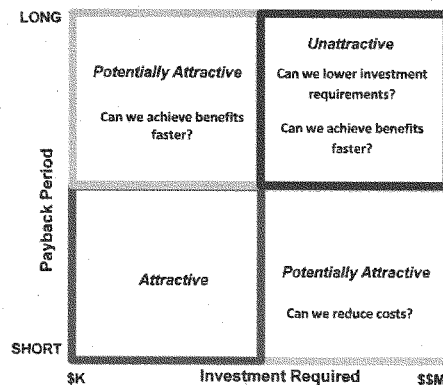 LONG
Potentially Attractive
Can we achieve benefits
faster?
Unattractive
Can we lower investment
requirements?
Can we achieve benefits
faster?
Payback Period
Attractive
Potentially Attractive
Can we reduce costs?
SHORT
$K
Investment Required
$$M